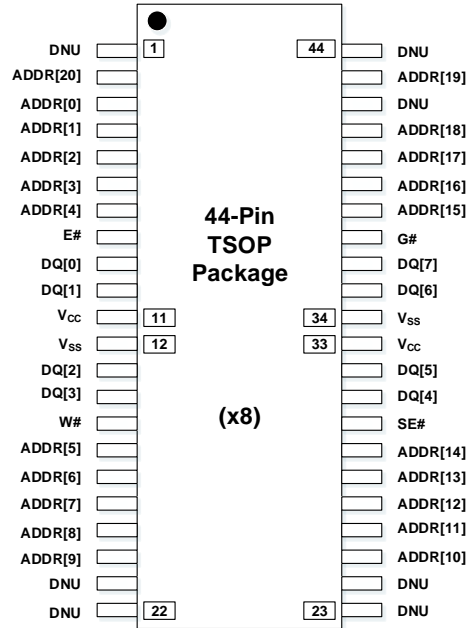 DNU 1 44 DNU
ADDR[20] ADDR[19]
ADDR[0] DNU
ADDR[1] ADDR[18]
ADDR[2] ADDR[17]
ADDR[3] ADDR[16]
ADDR[4] ADDR[15]
44-Pin
TSOP
Package
E# G#
DQ[0] DQ[7]
DQ[1] DQ[6]
VCC 11 34 VSS
VSS 12 33 VCC
DQ[2] DQ[5]
DQ[3] DQ[4]
(x8)
W# SE#
ADDR[5] ADDR[14]
ADDR[6] ADDR[13]
ADDR[7] ADDR[12]
ADDR[8] ADDR[11]
ADDR[9] ADDR[10]
DNU DNU
DNU 22 23 DNU